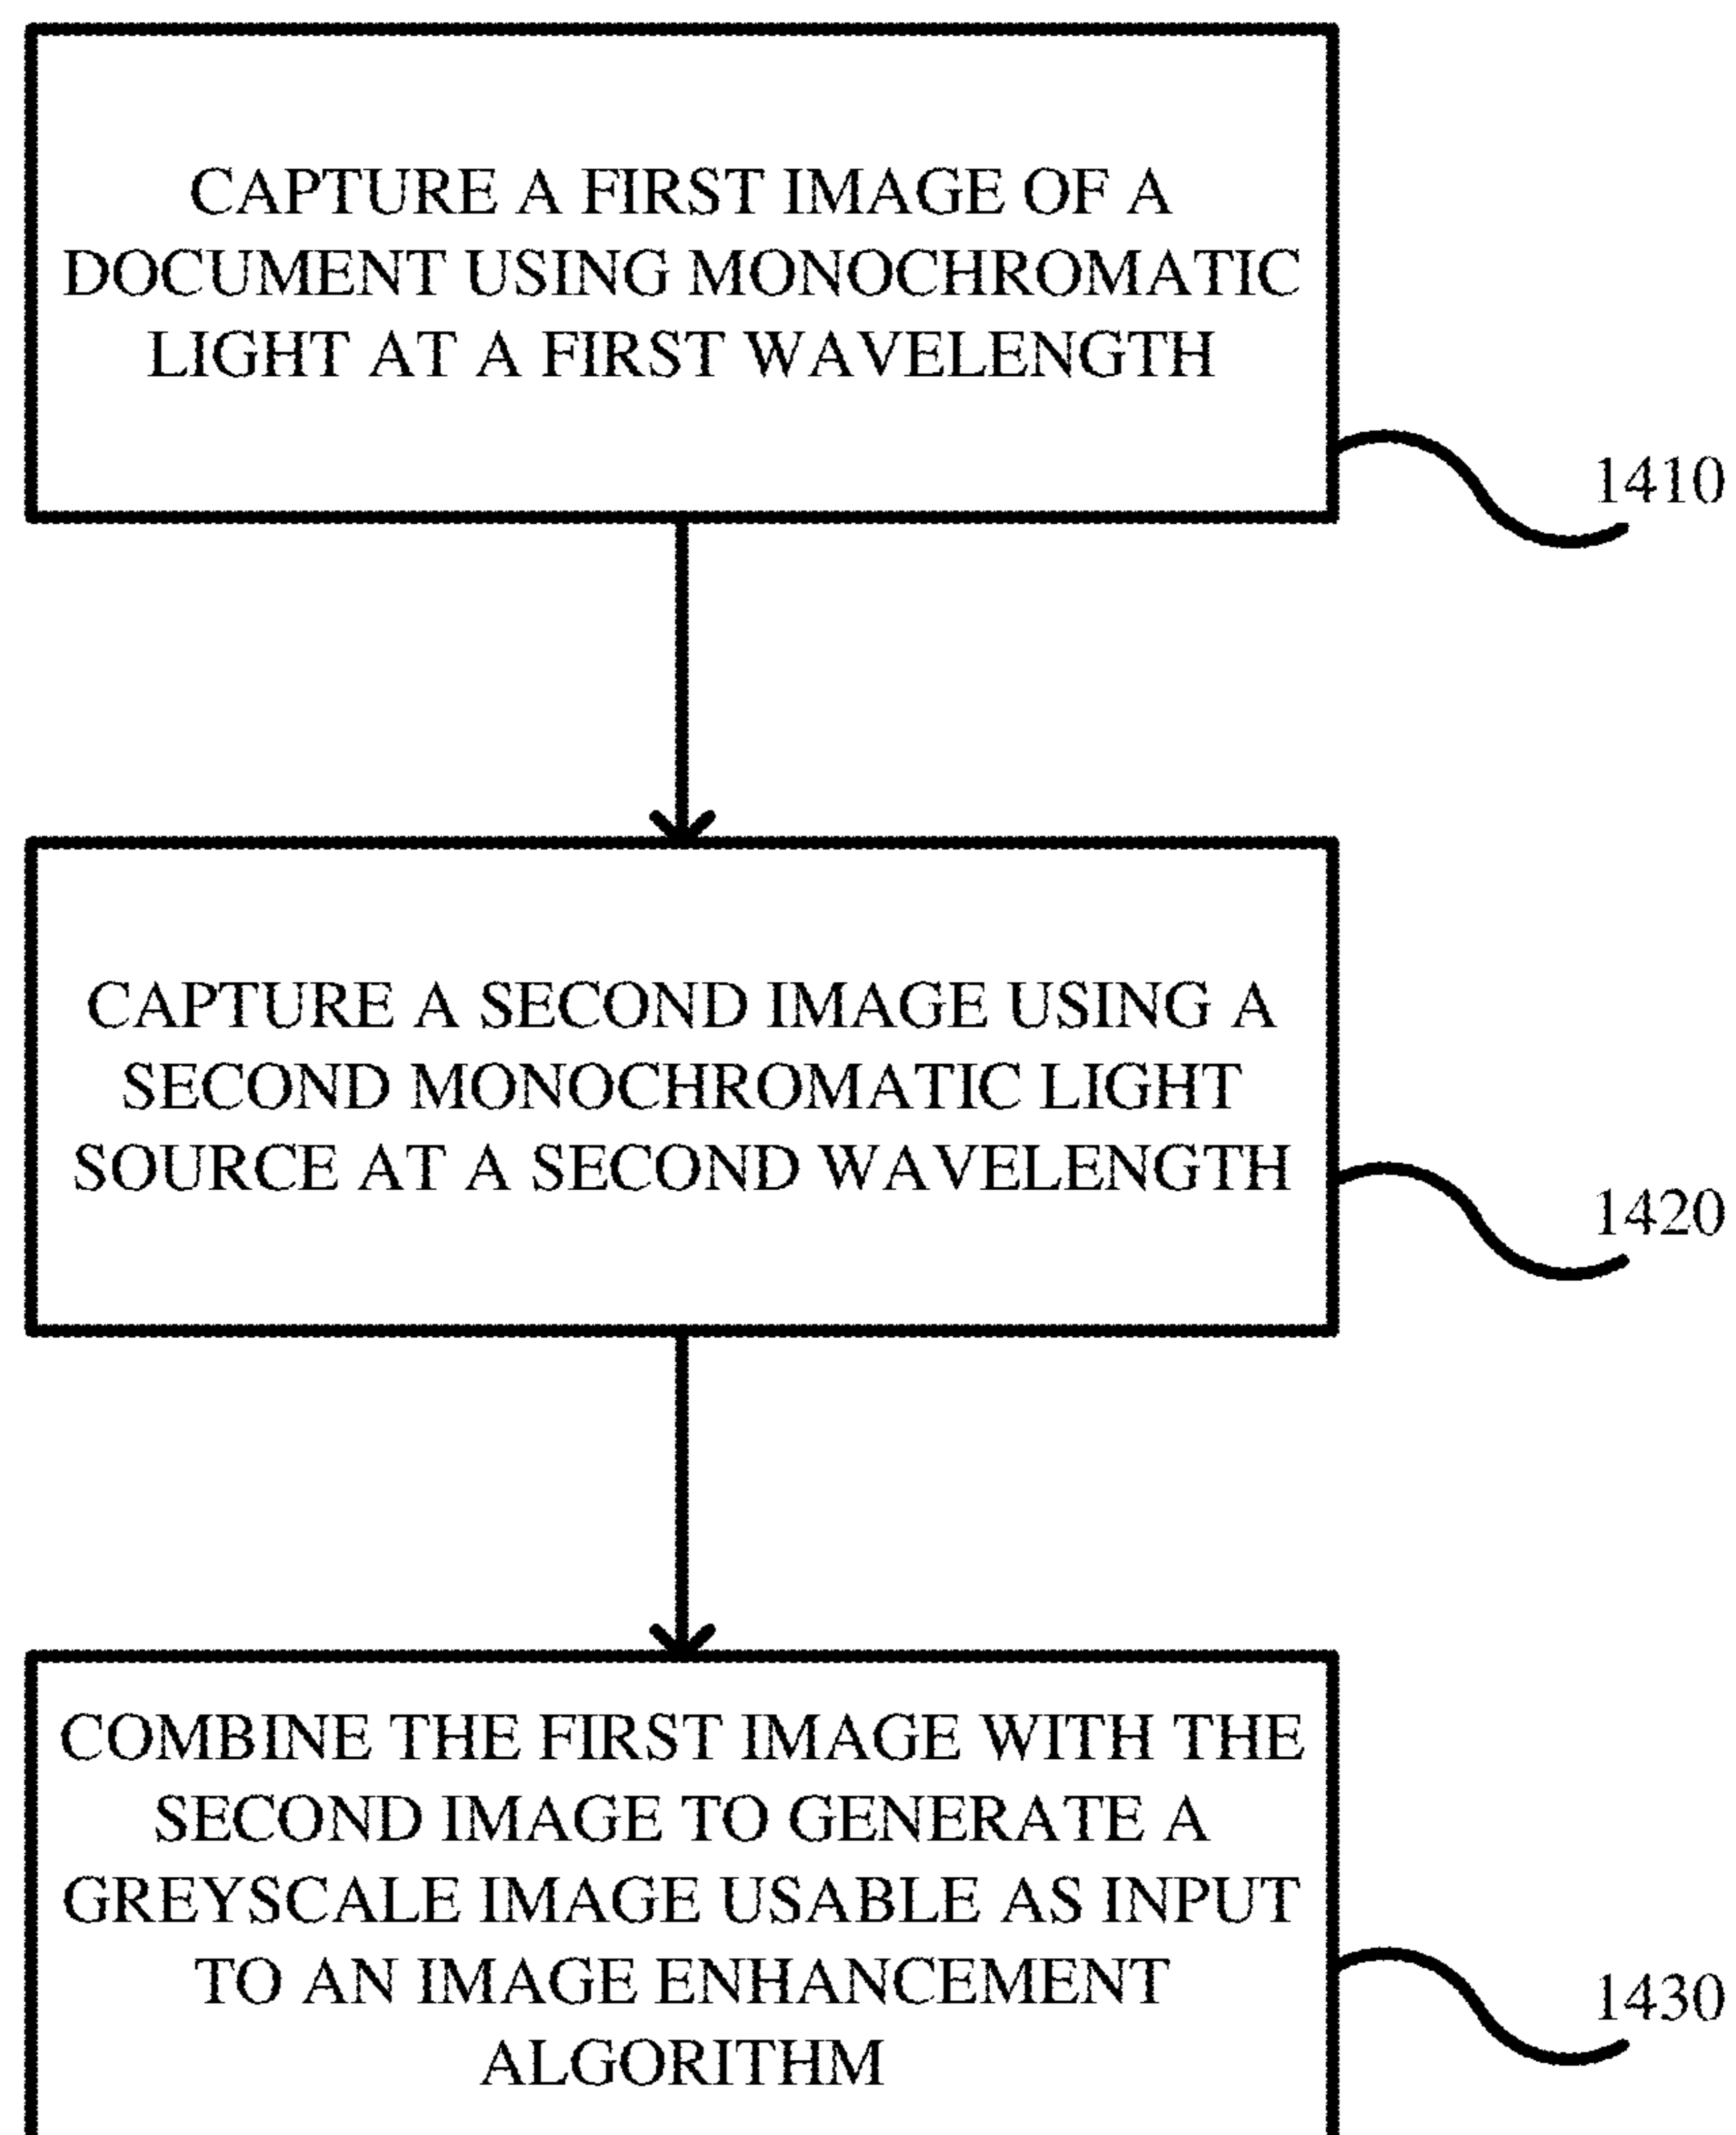 CAPTURE A FIRST IMAGE OF A
DOCUMENT USING MONOCHROMATIC
LIGHT AT A FIRST WAVELENGTH
1410
CAPTURE A SECOND IMAGE USING A
SECOND MONOCHROMATIC LIGHT
SOURCE AT A SECOND WAVELENGTH
1420
COMBINE THE FIRST IMAGE WITH THE
SECOND IMAGE TO GENERATE A
GREYSCALE IMAGE USABLE AS INPUT
TO AN IMAGE ENHANCEMENT
ALGORITHM
1430